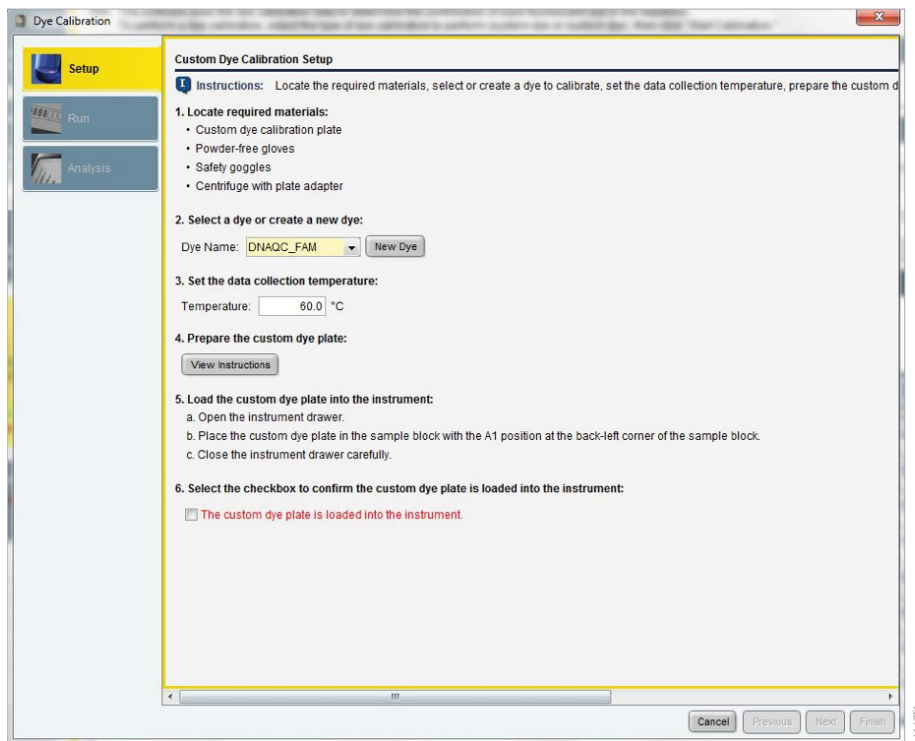 Dye Calibration
Setup
Run
Analysis
Custom Dye Calibration Setup
Instructions: Locate the required materials, select or create a dye to calibrate, set the data collection temperature, prepare the custom d
1. Locate required materials:
• Custom dye calibration plate
• Powder-free gloves
• Safety goggles
• Centrifuge with plate adapter
2. Select a dye or create a new dye:
Dye Name: DNAQC_FAM New Dye
3. Set the data collection temperature:
Temperature: 60.0 °C
4. Prepare the custom dye plate:
View Instructions
5. Load the custom dye plate into the instrument:
a. Open the instrument drawer.
b. Place the custom dye plate in the sample block with the A1 position at the back-left corner of the sample block.
c. Close the instrument drawer carefully.
6. Select the checkbox to confirm the custom dye plate is loaded into the instrument:
The custom dye plate is loaded into the instrument.
Cancel Previous Next Finish